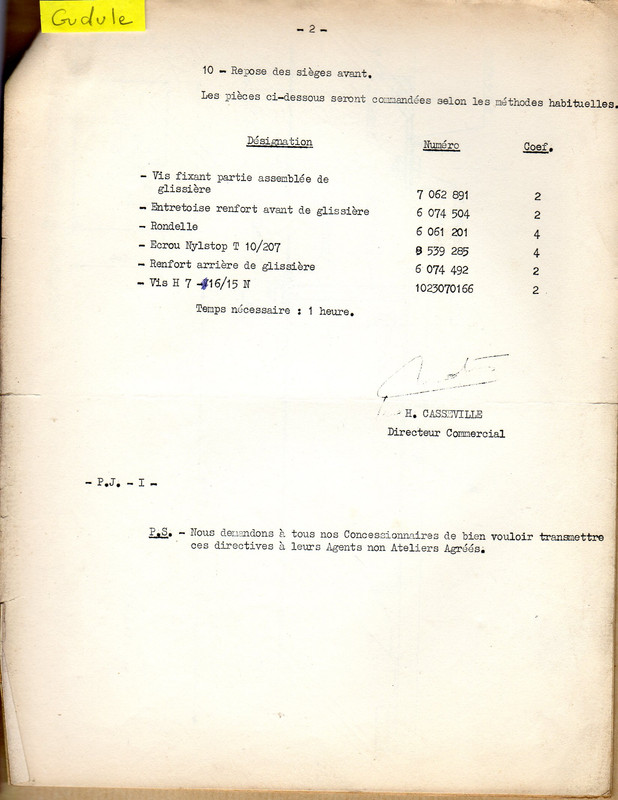 Gudule
- 2 -
10 - Repose des sièges avant.
Les pièces ci-dessous seront commandées selon les méthodes habituelles.
Désignation Numéro Coef.
- Vis fixant partie assemblée de
glissière 7 062 891 2
- Entretoise renfort avant de glissière 6 074 504 2
- Rondelle 6 061 201 4
- Ecrou Nylstop T 10/207 8 539 285 4
- Renfort arrière de glissière 6 074 492 2
- Vis H 7 - 16/15 N 1023070166 2
Temps nécessaire : 1 heure.
H. CASSEVILLE
Directeur Commercial
- P.J. - I -
P.S. - Nous demandons à tous nos Concessionnaires de bien vouloir transmettre
ces directives à leurs Agents non Ateliers Agréés.